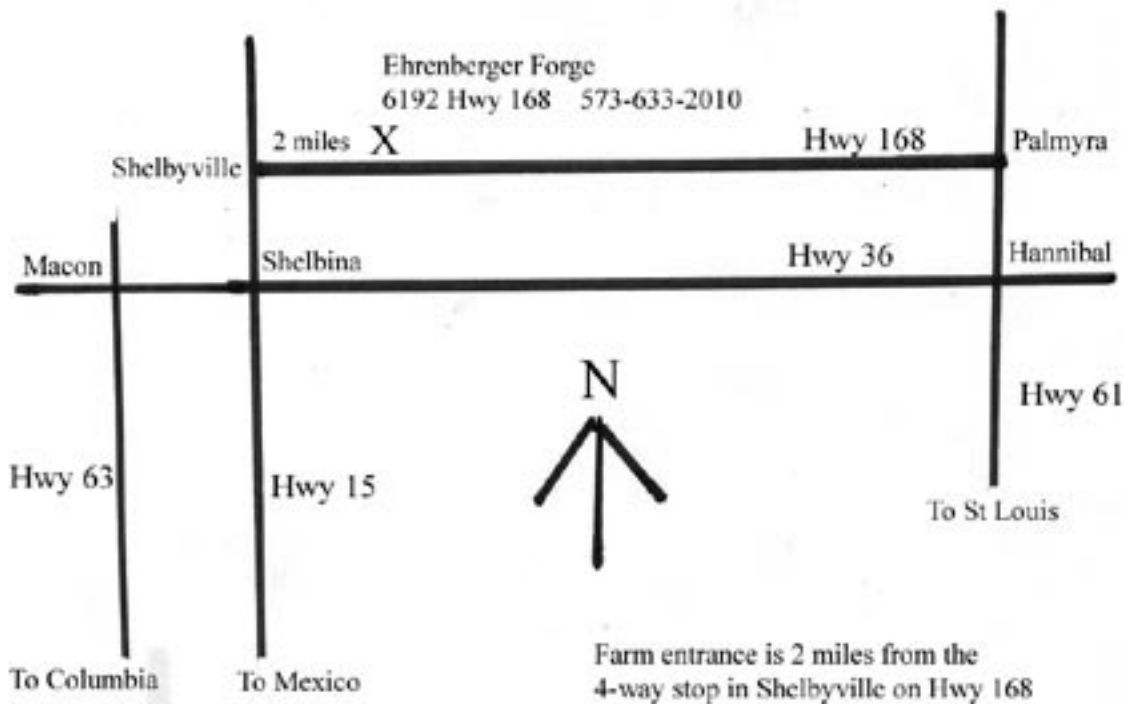 Ehrenberger Forge
6192 Hwy 168 573-633-2010
2 miles X
Hwy 168
Palmyra
Shelbyville
Macon
Shelbina
Hwy 36
Hannibal
N
Hwy 61
Hwy 63
Hwy 15
To St Louis
To Columbia
To Mexico
Farm entrance is 2 miles from the
4-way stop in Shelbyville on Hwy 168